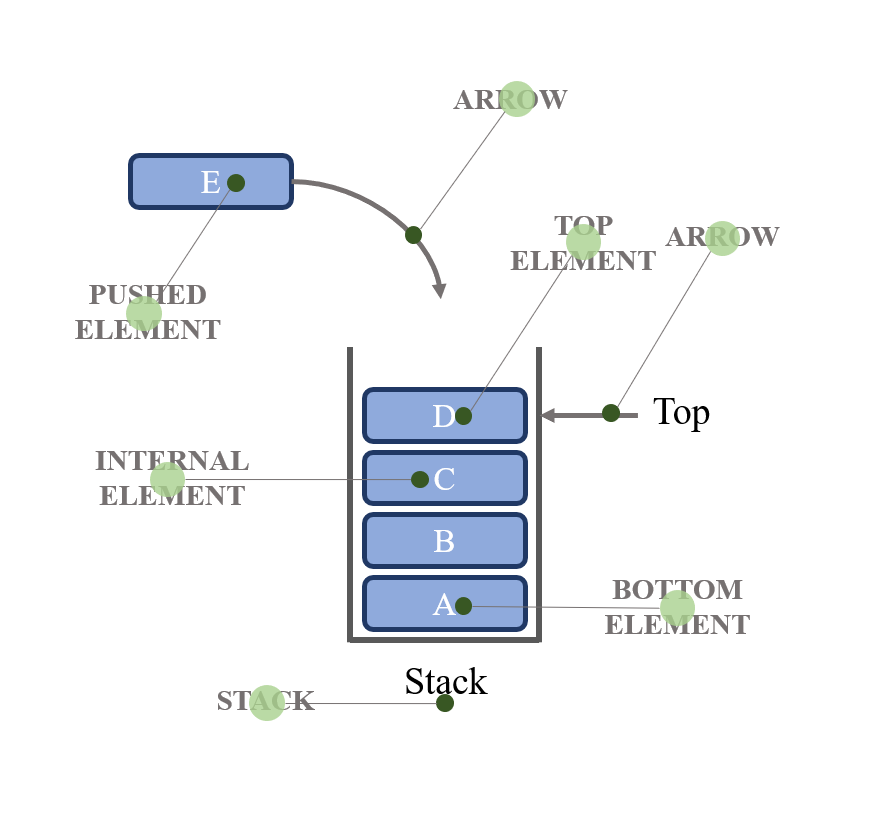 ARROW
E
TOP
ELEMENT
ARROW
PUSHED
ELEMENT
D
Top
INTERNAL
ELEMENT
C
B
A
BOTTOM
ELEMENT
Stack
STACK